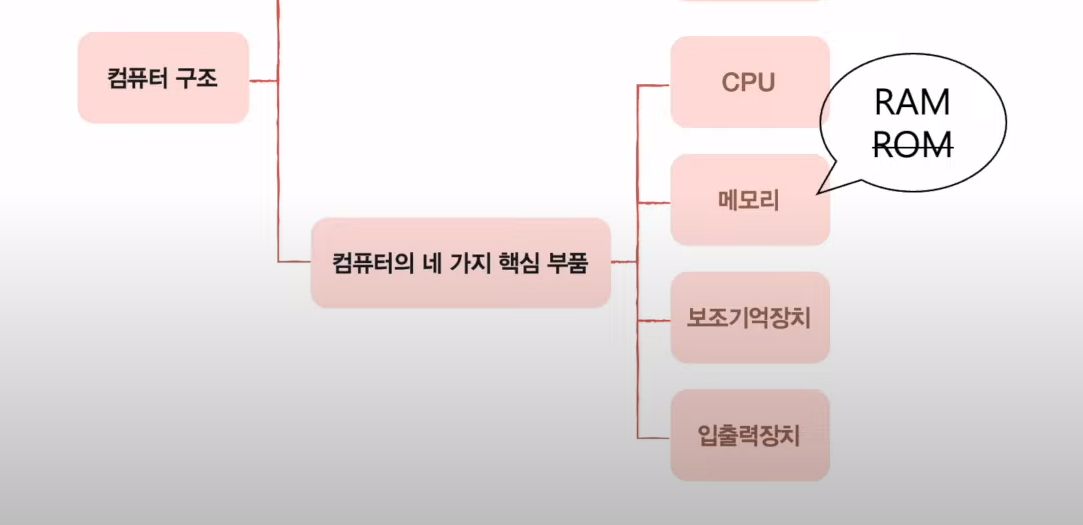 컴퓨터 구조
컴퓨터의 네 가지 핵심 부품
CPU
RAM
ROM
메모리
보조기억장치
입출력장치